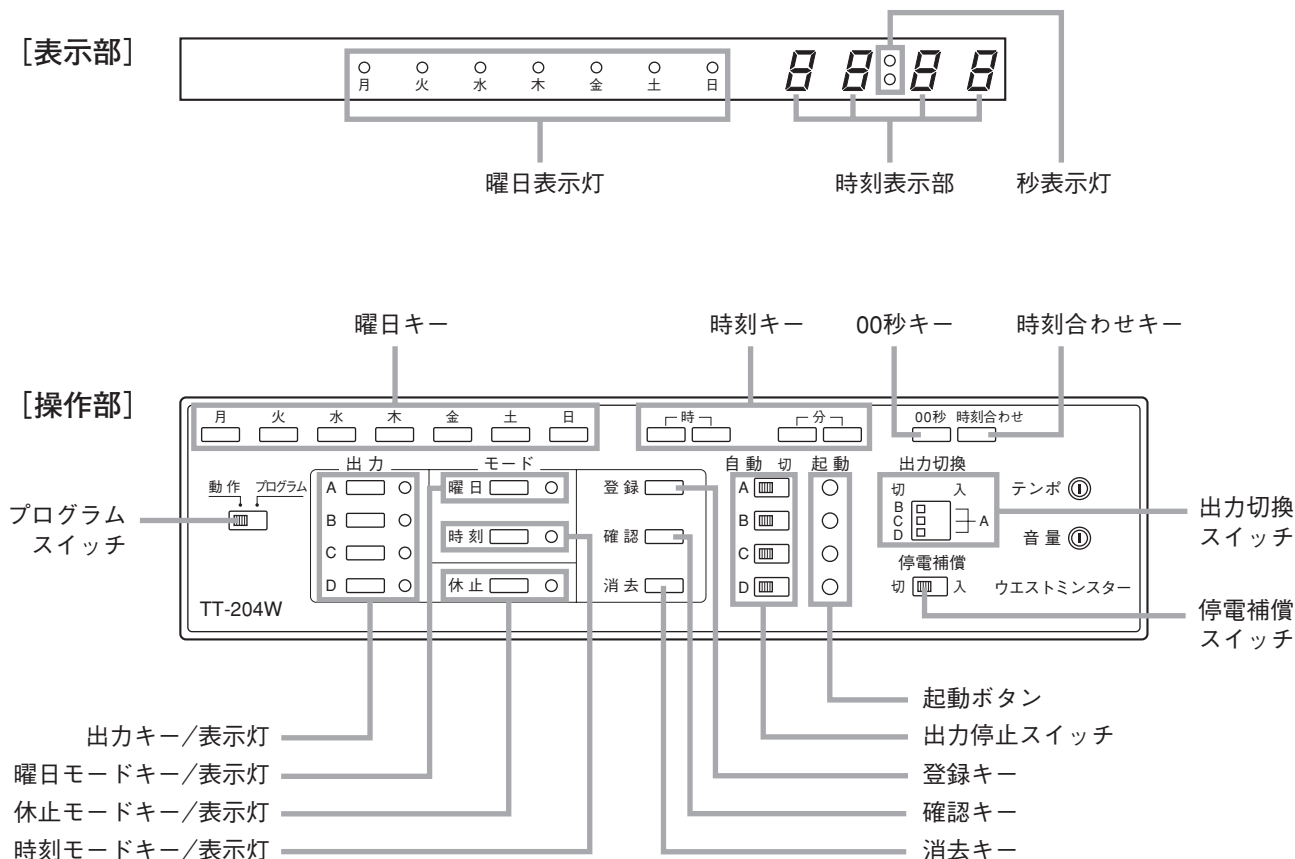 ［表示部］
月 火 水 木 金 土 日
8 8 8 8
曜日表示灯 時刻表示部 秒表示灯
曜日キー 時刻キー 00秒キー 時刻合わせキー
［操作部］
月 火 水 木 金 土 日 時 分 00秒 時刻合わせ
出力 モード 自動 切 起動 出力切換
動作 プログラム
A 曜日 登録 A 切 入 テンポ
B 時刻 確認 B B C D A 音量
C C 停電補償
D 休止 消去 D 切 入 ウエストミンスター
TT-204W
プログラム
スイッチ
出力切換
スイッチ
停電補償
スイッチ
出力キー/表示灯
曜日モードキー/表示灯
休止モードキー/表示灯
時刻モードキー/表示灯
起動ボタン
出力停止スイッチ
登録キー
確認キー
消去キー